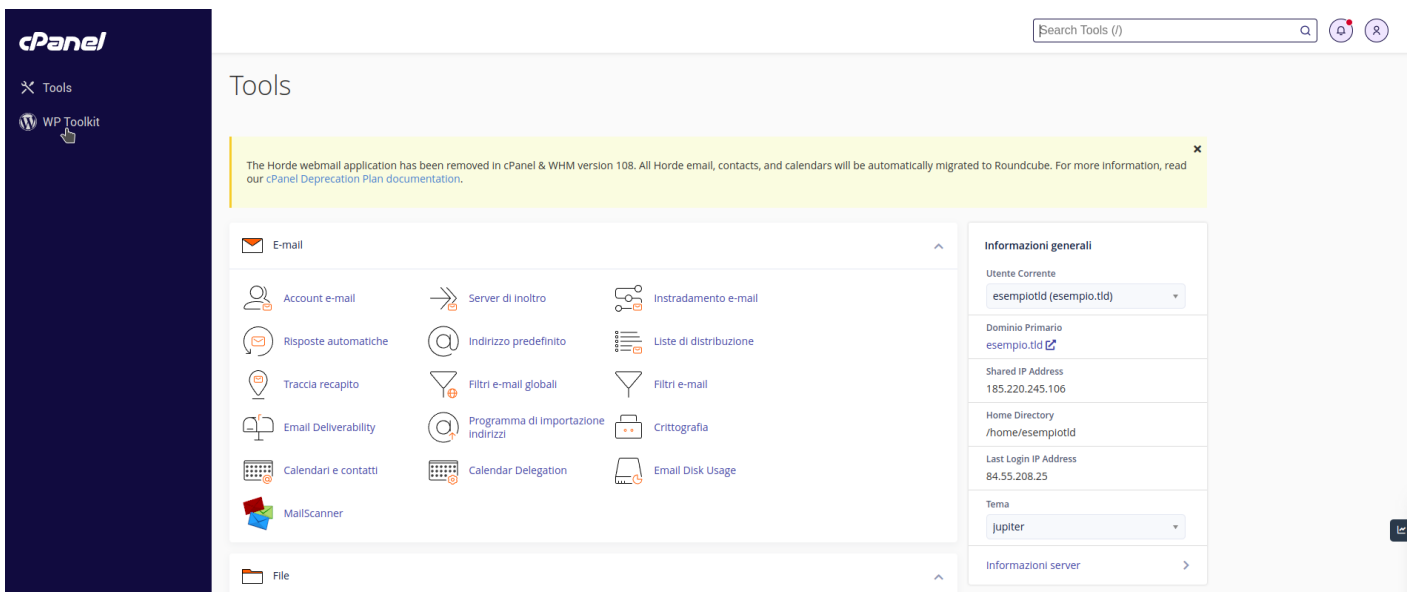 cPanel
Search Tools (/)
Tools
WP Toolkit
Tools
The Horde webmail application has been removed in cPanel & WHM version 108. All Horde email, contacts, and calendars will be automatically migrated to Roundcube. For more information, read
our cPanel Deprecation Plan documentation.
E-mail
Account e-mail
Server di inoltro
Instradamento e-mail
Risposte automatiche
Indirizzo predefinito
Liste di distribuzione
Traccia recapito
Filtri e-mail globali
Filtri e-mail
Email Deliverability
Programma di importazione
indirizzi
Crittografia
Calendari e contatti
Calendar Delegation
Email Disk Usage
MailScanner
File
Informazioni generali
Utente Corrente
esempiotld (esempio.tld)
Dominio Primario
esempio.tld
Shared IP Address
185.220.245.106
Home Directory
/home/esempiotld
Last Login IP Address
84.55.208.25
Tema
jupiter
Informazioni server